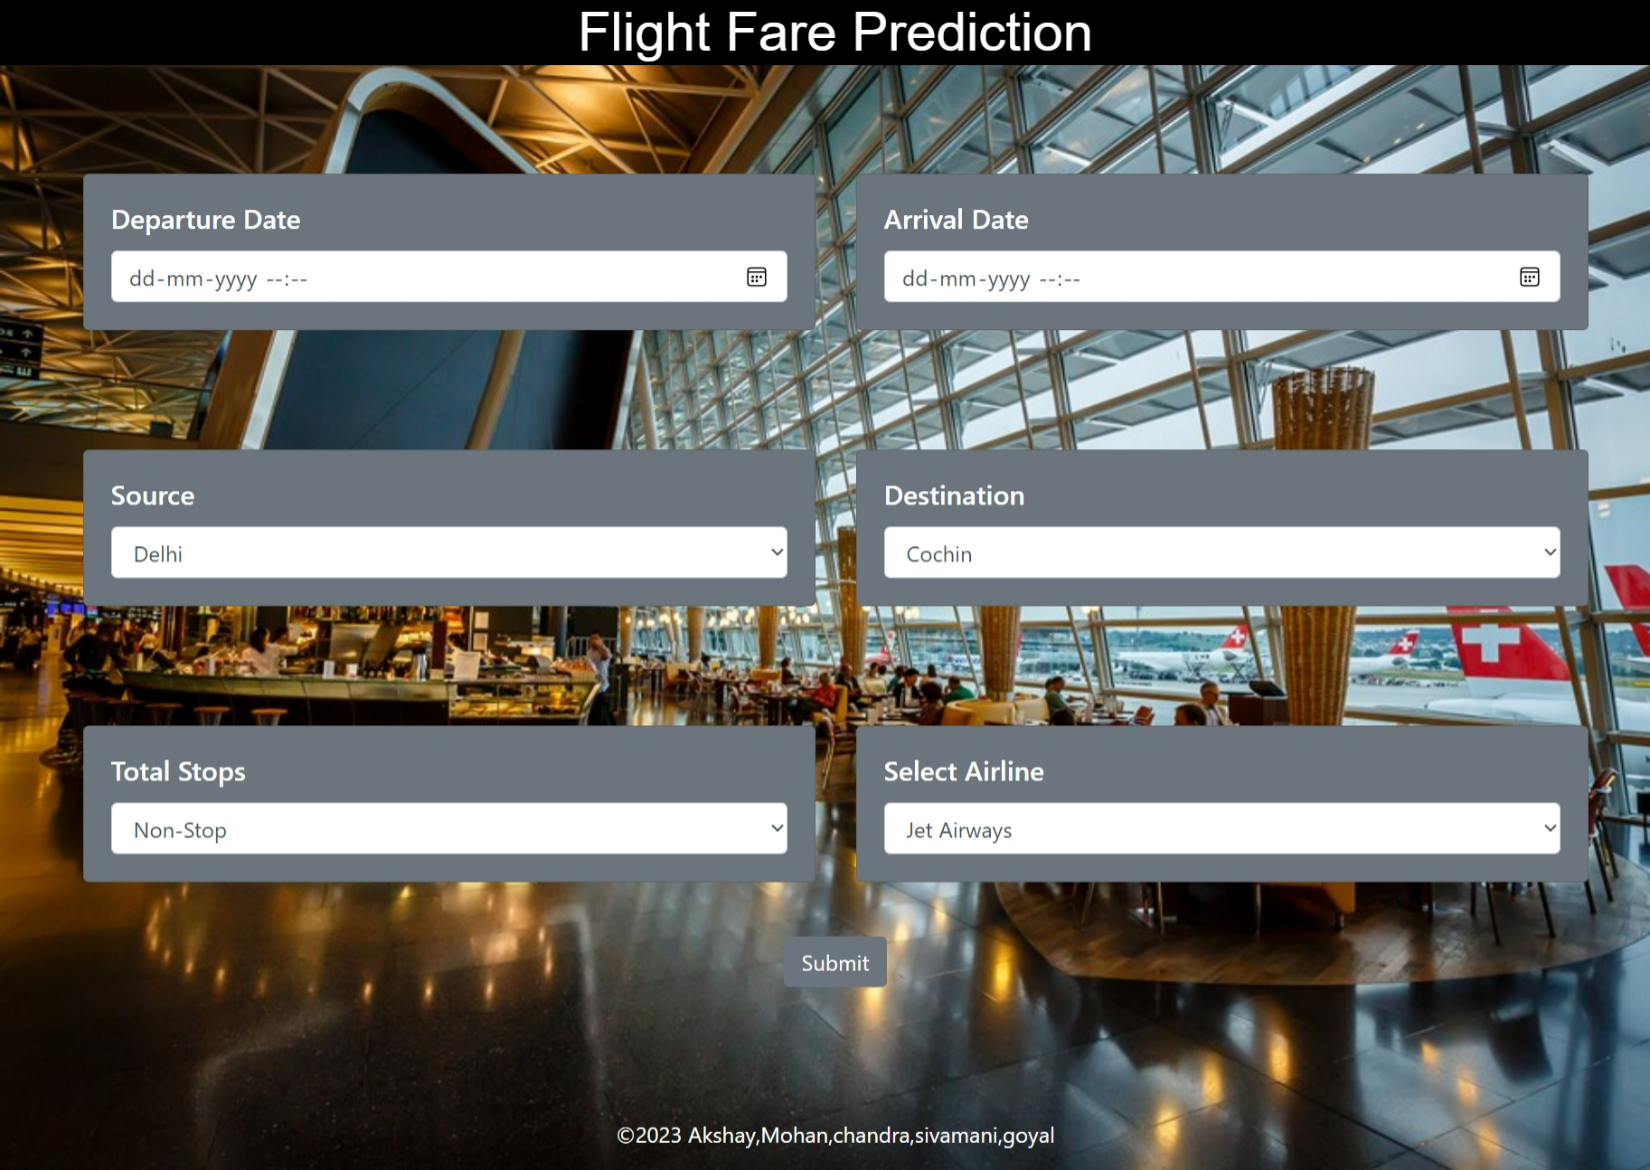 Flight Fare Prediction
Departure Date
Arrival Date
dd-mm-yyyy --:--
dd-mm-yyyy --:--
Source
Destination
Delhi
Cochin
Total Stops
Select Airline
Non-Stop
Jet Airways
Submit
©2023 Akshay,Mohan,chandra,sivamani,goyal